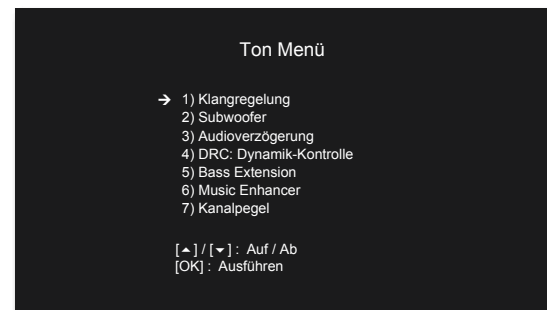 Ton Menü
➔ 1) Klangregelung
2) Subwoofer
3) Audioverzögerung
4) DRC: Dynamik-Kontrolle
5) Bass Extension
6) Music Enhancer
7) Kanalpegel
[▲] / [▼] : Auf / Ab
[OK] : Ausführen